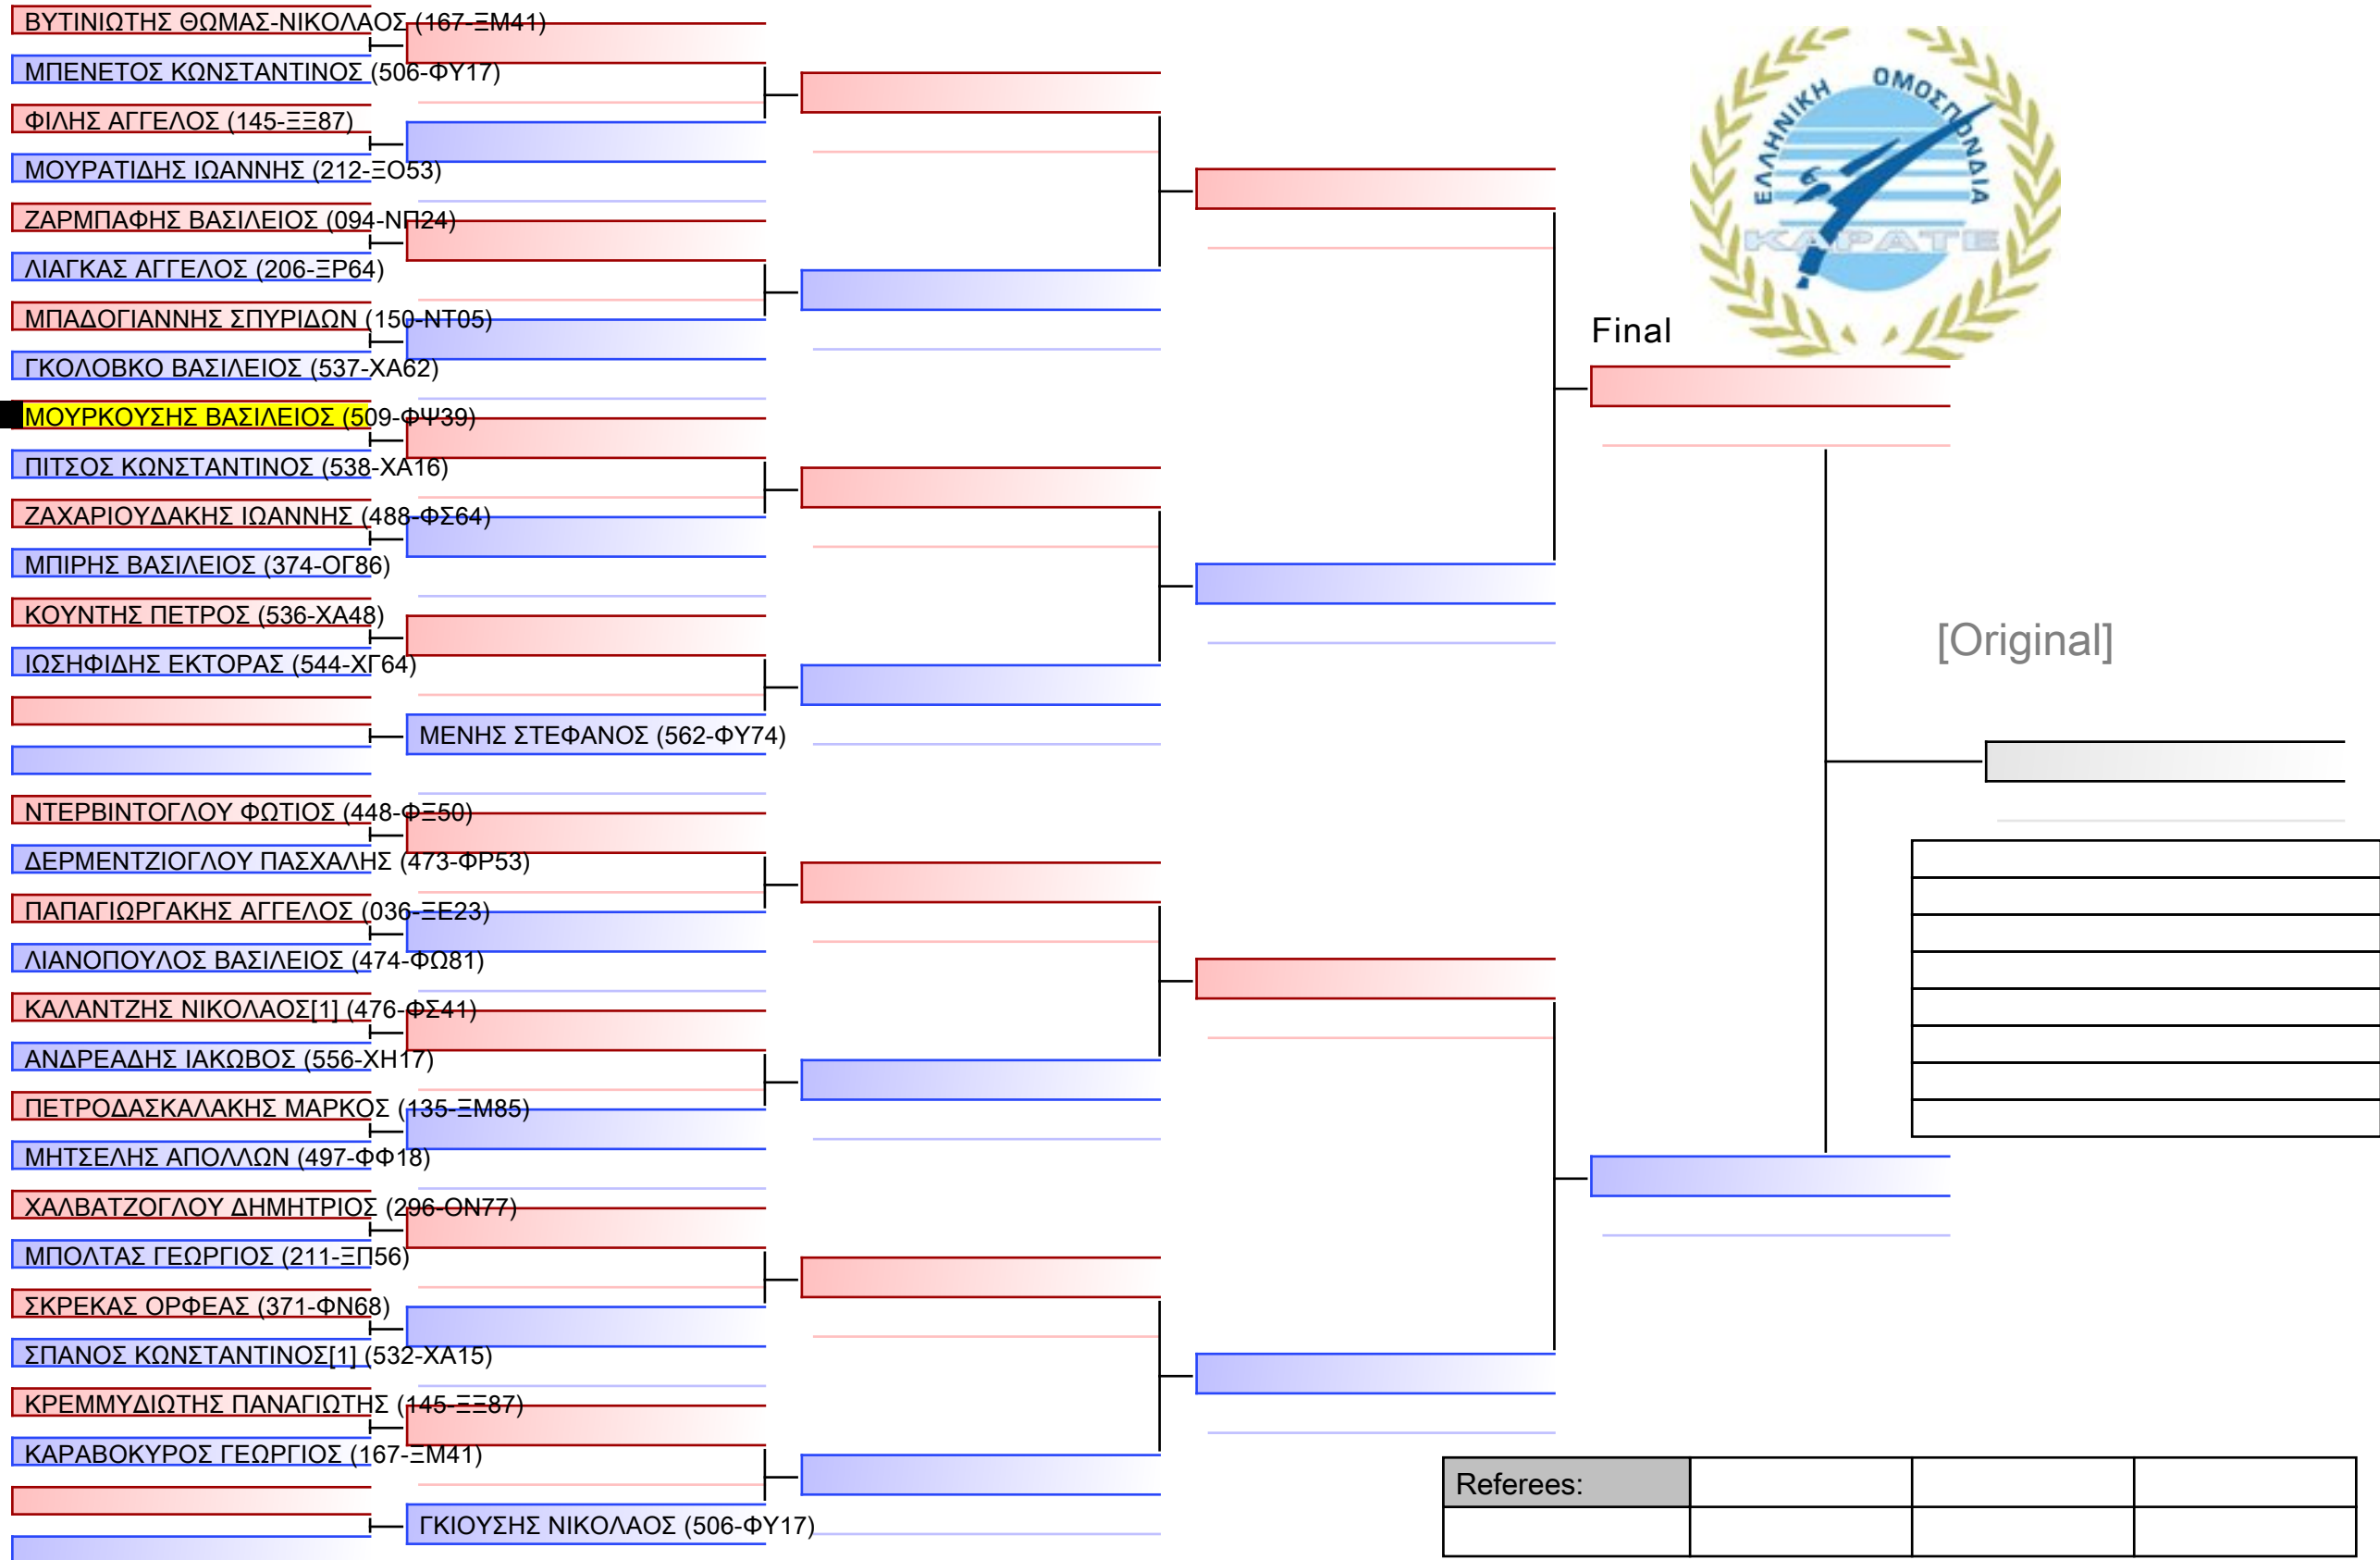 ΒΥΤΙΝΙΩΤΗΣ ΘΩΜΑΣ-ΝΙΚΟΛΑΟΣ (167-ΞΜ41)
ΜΠΕΝΕΤΟΣ ΚΩΝΣΤΑΝΤΙΝΟΣ (506-ΦΥ17)
ΦΙΛΗΣ ΑΓΓΕΛΟΣ (145-ΞΞ87)
ΜΟΥΡΑΤΙΔΗΣ ΙΩΑΝΝΗΣ (212-ΞΟ53)
ΖΑΡΜΠΑΦΗΣ ΒΑΣΙΛΕΙΟΣ (094-ΝΠ24)
ΛΙΑΓΚΑΣ ΑΓΓΕΛΟΣ (206-ΞΡ64)
ΜΠΑΔΟΓΙΑΝΝΗΣ ΣΠΥΡΙΔΩΝ (150-ΝΤ05)
ΓΚΟΛΟΒΚΟ ΒΑΣΙΛΕΙΟΣ (537-ΧΑ62)
ΜΟΥΡΚΟΥΣΗΣ ΒΑΣΙΛΕΙΟΣ (509-ΦΨ39)
ΠΙΤΣΟΣ ΚΩΝΣΤΑΝΤΙΝΟΣ (538-ΧΑ16)
ΖΑΧΑΡΙΟΥΔΑΚΗΣ ΙΩΑΝΝΗΣ (488-ΦΣ64)
ΜΠΙΡΗΣ ΒΑΣΙΛΕΙΟΣ (374-ΟΓ86)
ΚΟΥΝΤΗΣ ΠΕΤΡΟΣ (536-ΧΑ48)
ΙΩΣΗΦΙΔΗΣ ΕΚΤΟΡΑΣ (544-ΧΓ64)
ΜΕΝΗΣ ΣΤΕΦΑΝΟΣ (562-ΦΥ74)
ΝΤΕΡΒΙΝΤΟΓΛΟΥ ΦΩΤΙΟΣ (448-ΦΞ50)
ΔΕΡΜΕΝΤΖΙΟΓΛΟΥ ΠΑΣΧΑΛΗΣ (473-ΦΡ53)
ΠΑΠΑΓΙΩΡΓΑΚΗΣ ΑΓΓΕΛΟΣ (036-ΞΕ23)
ΛΙΑΝΟΠΟΥΛΟΣ ΒΑΣΙΛΕΙΟΣ (474-ΦΩ81)
ΚΑΛΑΝΤΖΗΣ ΝΙΚΟΛΑΟΣ[1] (476-ΦΣ41)
ΑΝΔΡΕΑΔΗΣ ΙΑΚΩΒΟΣ (556-ΧΗ17)
ΠΕΤΡΟΔΑΣΚΑΛΑΚΗΣ ΜΑΡΚΟΣ (135-ΞΜ85)
ΜΗΤΣΕΛΗΣ ΑΠΟΛΛΩΝ (497-ΦΦ18)
ΧΑΛΒΑΤΖΟΓΛΟΥ ΔΗΜΗΤΡΙΟΣ (296-ΟΝ77)
ΜΠΟΛΤΑΣ ΓΕΩΡΓΙΟΣ (211-ΞΠ56)
ΣΚΡΕΚΑΣ ΟΡΦΕΑΣ (371-ΦΝ68)
ΣΠΑΝΟΣ ΚΩΝΣΤΑΝΤΙΝΟΣ[1] (532-ΧΑ15)
ΚΡΕΜΜΥΔΙΩΤΗΣ ΠΑΝΑΓΙΩΤΗΣ (145-ΞΞ87)
ΚΑΡΑΒΟΚΥΡΟΣ ΓΕΩΡΓΙΟΣ (167-ΞΜ41)
ΓΚΙΟΥΣΗΣ ΝΙΚΟΛΑΟΣ (506-ΦΥ17)
ΕΛΛΗΝΙΚΗ ΟΜΟΣΠΟΝΔΙΑ
ΚΑΡΑΤΕ
Final
[Original]
Referees: